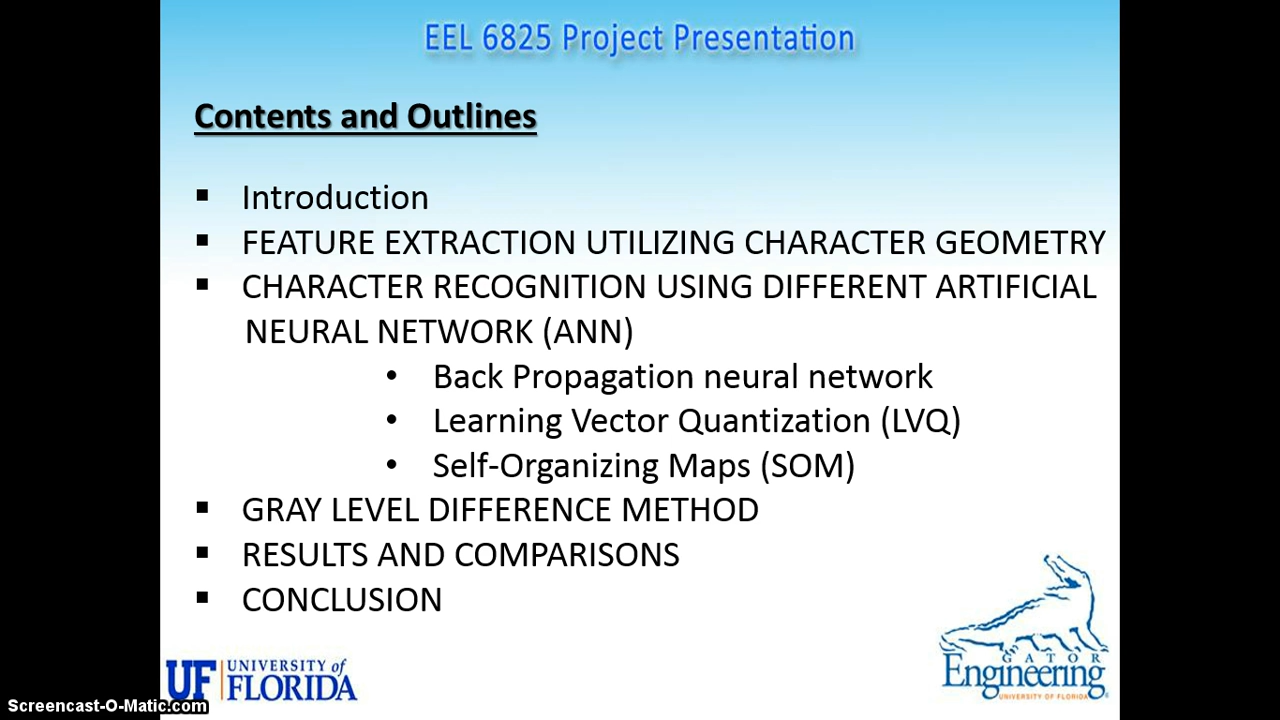 EEL 6825 Project Presentation
Contents and Outlines
▪ Introduction
▪ FEATURE EXTRACTION UTILIZING CHARACTER GEOMETRY
▪ CHARACTER RECOGNITION USING DIFFERENT ARTIFICIAL
NEURAL NETWORK (ANN)
• Back Propagation neural network
• Learning Vector Quantization (LVQ)
• Self-Organizing Maps (SOM)
▪ GRAY LEVEL DIFFERENCE METHOD
▪ RESULTS AND COMPARISONS
▪ CONCLUSION
UF UNIVERSITY of
FLORIDA
GATOR
Engineering
UNIVERSITY OF FLORIDA
Screencast-O-Matic.com